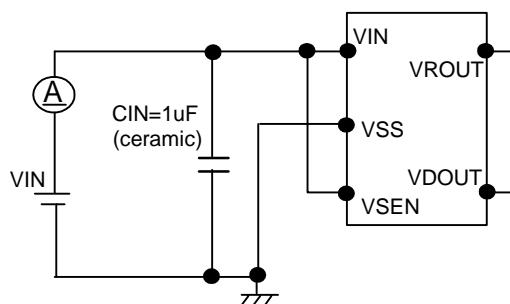 VIN
VROUT
A
CIN=1uF
(ceramic)
VSS
VIN
VDOUT
VSEN